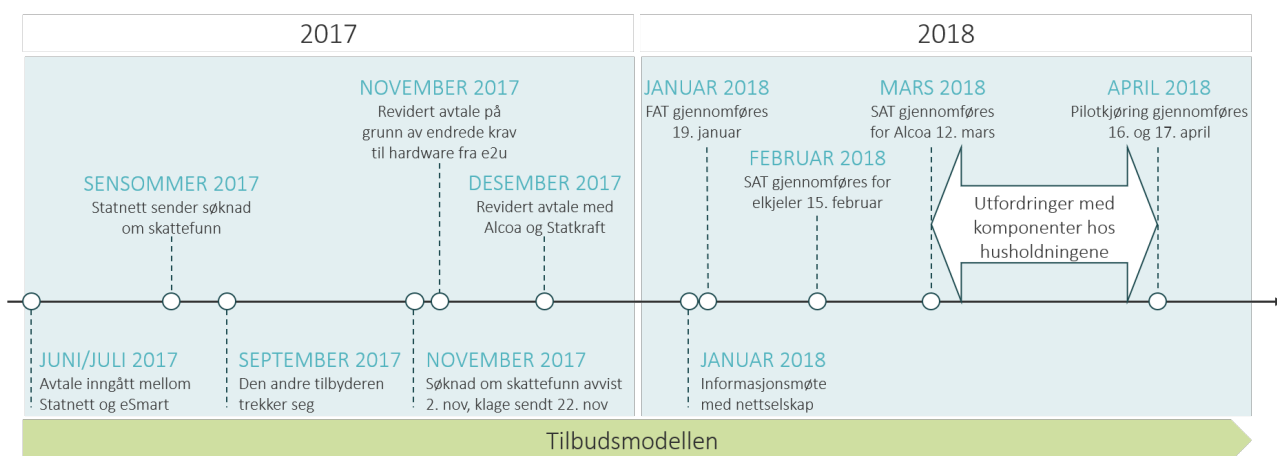 2017
2018
NOVEMBER 2017
Revidert avtale på
grunn av endrede krav
til hardware fra e2u
JANUAR 2018
FAT gjennomføres
19. januar
MARS 2018
SAT gjennomføres
for Alcoa 12. mars
APRIL 2018
Pilotkjøring gjennomføres
16. og 17. april
FEBRUAR 2018
SAT gjennomføres for
elkjeler 15. februar
SENSOMMER 2017
Statnett sender søknad
om skattefunn
DESEMBER 2017
Revidert avtale med
Alcoa og Statkraft
Utfordringer med
komponenter hos
husholdningene
JUNI/JULI 2017
Avtale inngått mellom
Statnett og eSmart
SEPTEMBER 2017
Den andre tilbyderen
trekker seg
NOVEMBER 2017
Søknad om skattefunn avvist
2. nov, klage sendt 22. nov
JANUAR 2018
Informasjonsmøte
med nettselskap
Tilbudsmodellen